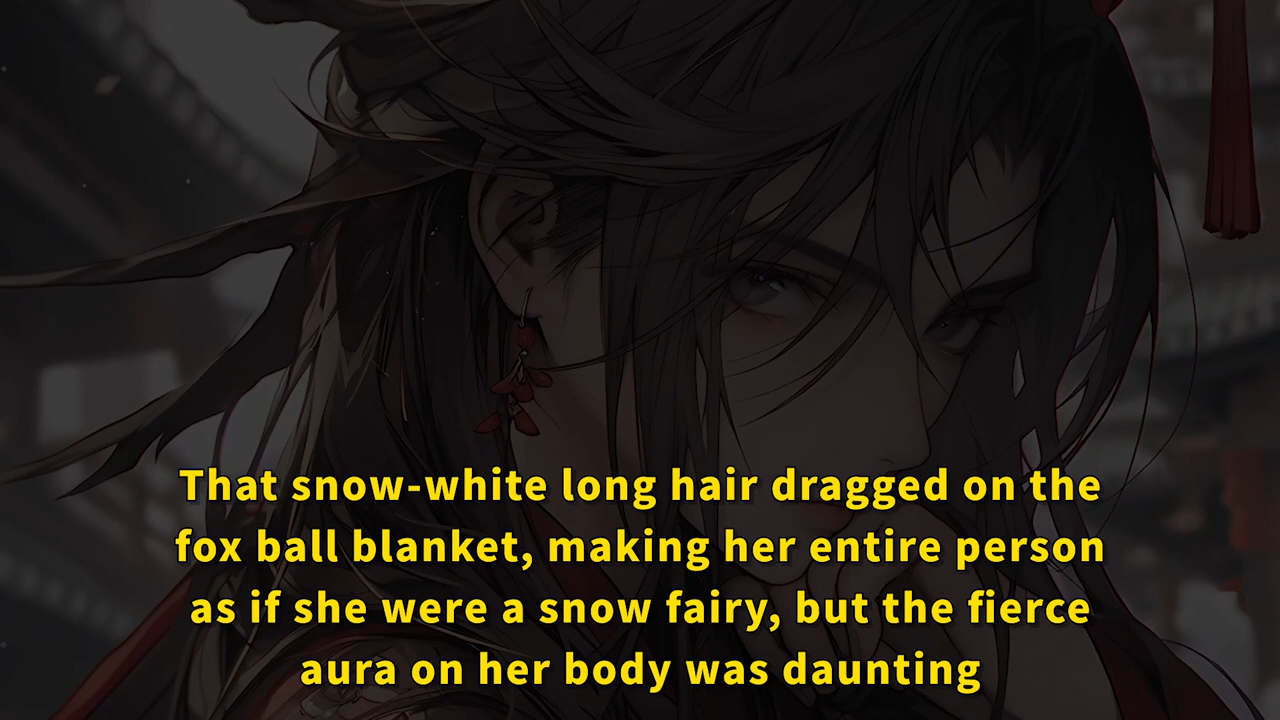 That snow-white long hair dragged on the
fox ball blanket, making her entire person
as if she were a snow fairy, but the fierce
aura on her body was daunting